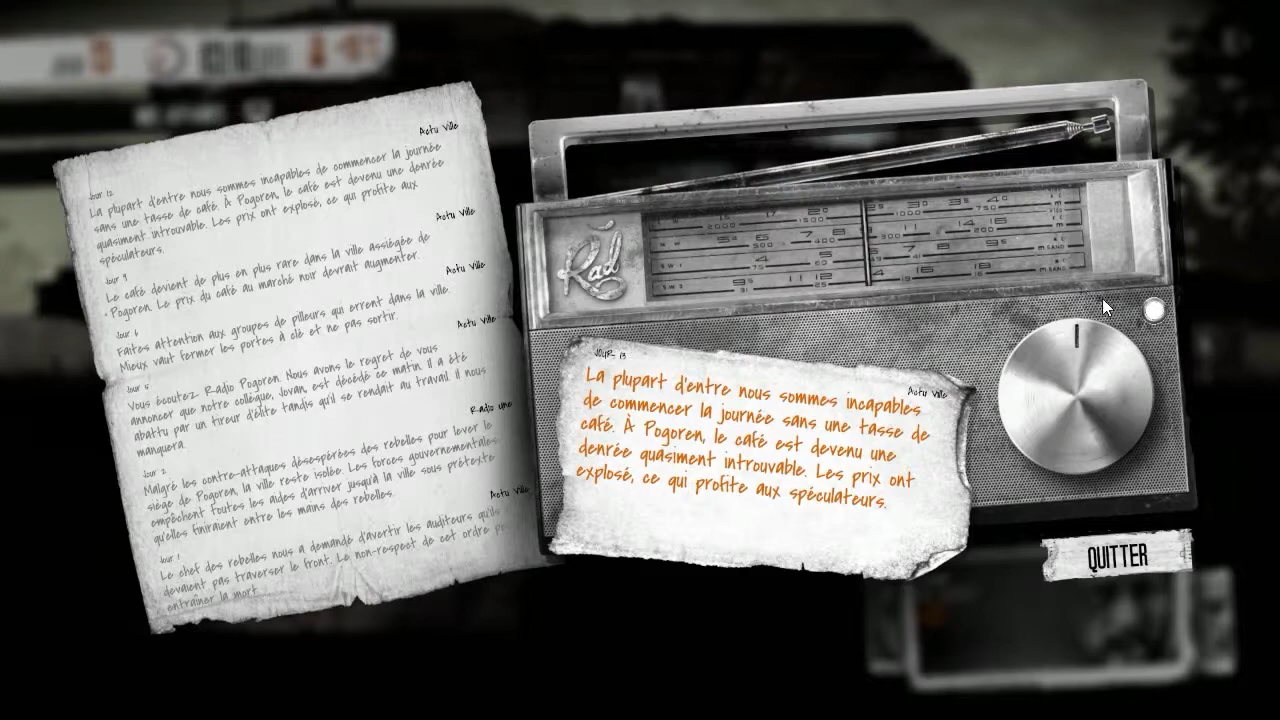 Actu Ville
Jour 12
La plupart d'entre nous sommes incapables de commencer la journée
sans une tasse de café. À Pogoren, le café est devenu une denrée
quasiment introuvable. Les prix ont explosé, ce qui profite aux
spéculateurs.
Actu Ville
Jour 9
Le café devient de plus en plus rare dans la ville assiégée de
Pogoren. Le prix du café au marché noir devrait augmenter.
Actu Ville
Jour 6
Faites attention aux groupes de pilleurs qui errent dans la ville.
Mieux vaut fermer les portes à clé et ne pas sortir.
Actu Ville
Jour 5
Vous écoutez Radio Pogoren. Nous avons le regret de vous
annoncer que notre collègue, Jovan, est décédé ce matin. Il a été
abattu par un tireur d'élite tandis qu'il se rendait au travail. Il nous
manquera.
Radio une
Jour 2
Malgré les contre-attaques désespérées des rebelles pour lever le
siège de Pogoren, la ville reste isolée. Les forces gouvernementales
empêchent toutes les aides d'arriver jusqu'à la ville sous prétexte
qu'elles finiraient entre les mains des rebelles.
Actu Ville
Jour 1
Le chef des rebelles nous a demandé d'avertir les auditeurs qu'ils
devaient pas traverser le front. Le non-respect de cet ordre
entraîner la mort
Rad
JOUR 13
Actu Ville
La plupart d'entre nous sommes incapables
de commencer la journée sans une tasse de
café. À Pogoren, le café est devenu une
denrée quasiment introuvable. Les prix ont
explosé, ce qui profite aux spéculateurs.
QUITTER